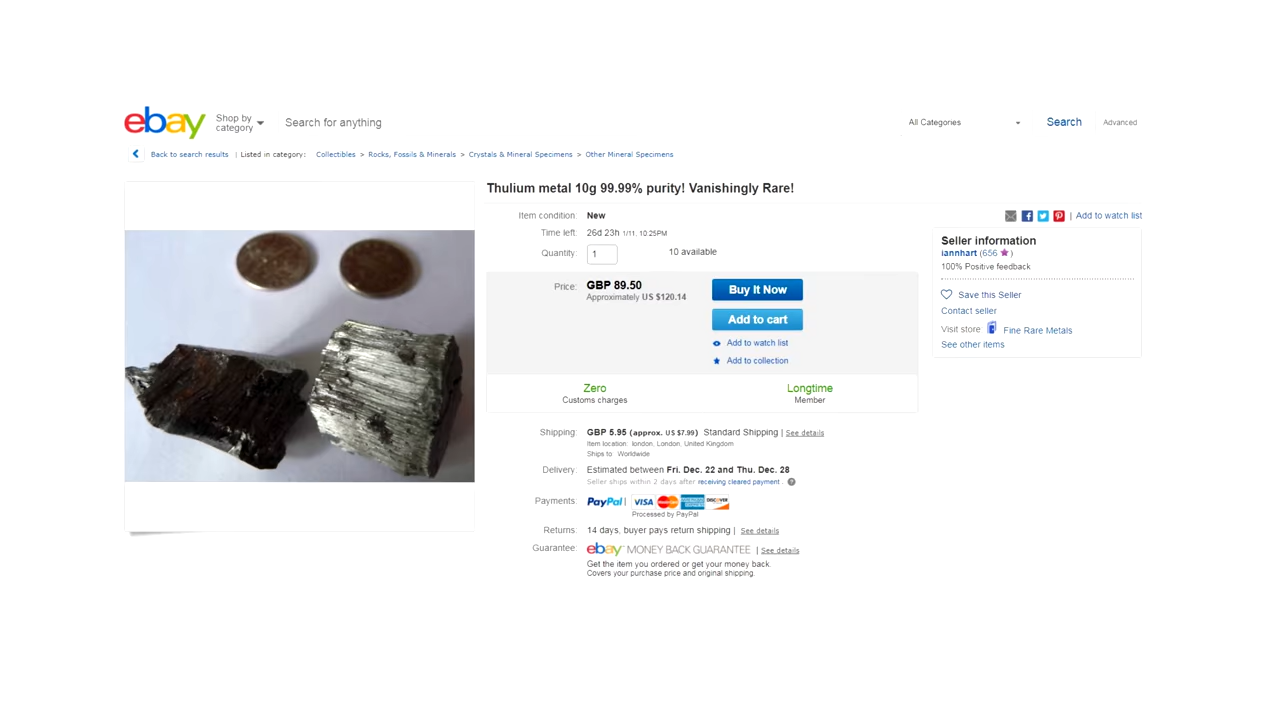 ebay
Shop by
category
Search for anything
All Categories
Search
Advanced
Back to search results | Listed in category: Collectibles > Rocks, Fossils & Minerals > Crystals & Mineral Specimens > Other Mineral Specimens
Thulium metal 10g 99.99% purity! Vanishingly Rare!
Item condition: New
Time left: 26d 23h 1/11, 10:25PM
Quantity: 1 10 available
Price: GBP 89.50
Approximately US $120.14
Buy It Now
Add to cart
Add to watch list
Add to collection
Zero
Customs charges
Longtime
Member
Shipping: GBP 5.95 (approx. US $7.99) Standard Shipping | See details
Item location: london, London, United Kingdom
Ships to: Worldwide
Delivery: Estimated between Fri. Dec. 22 and Thu. Dec. 28
Seller ships within 2 days after receiving cleared payment. ?
Payments: PayPal | VISA MasterCard AMERICAN EXPRESS DISCOVER
Processed by PayPal
Returns: 14 days, buyer pays return shipping | See details
Guarantee: ebay MONEY BACK GUARANTEE | See details
Get the item you ordered or get your money back.
Covers your purchase price and original shipping.
| Add to watch list
Seller information
iannhart (656 )
100% Positive feedback
Save this Seller
Contact seller
Visit store Fine Rare Metals
See other items